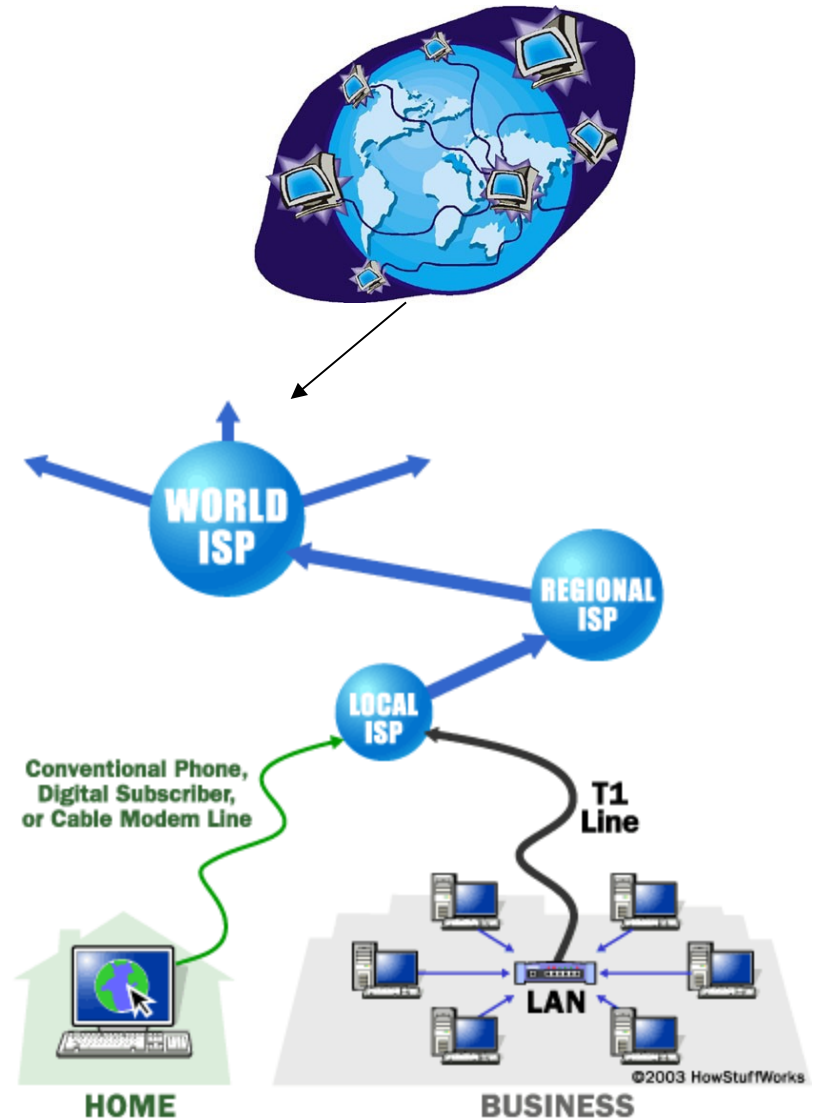 WORLD
ISP
REGIONAL
ISP
LOCAL
ISP
Conventional Phone,
Digital Subscriber,
or Cable Modem Line
T1
Line
LAN
©2003 HowStuffWorks
HOME
BUSINESS